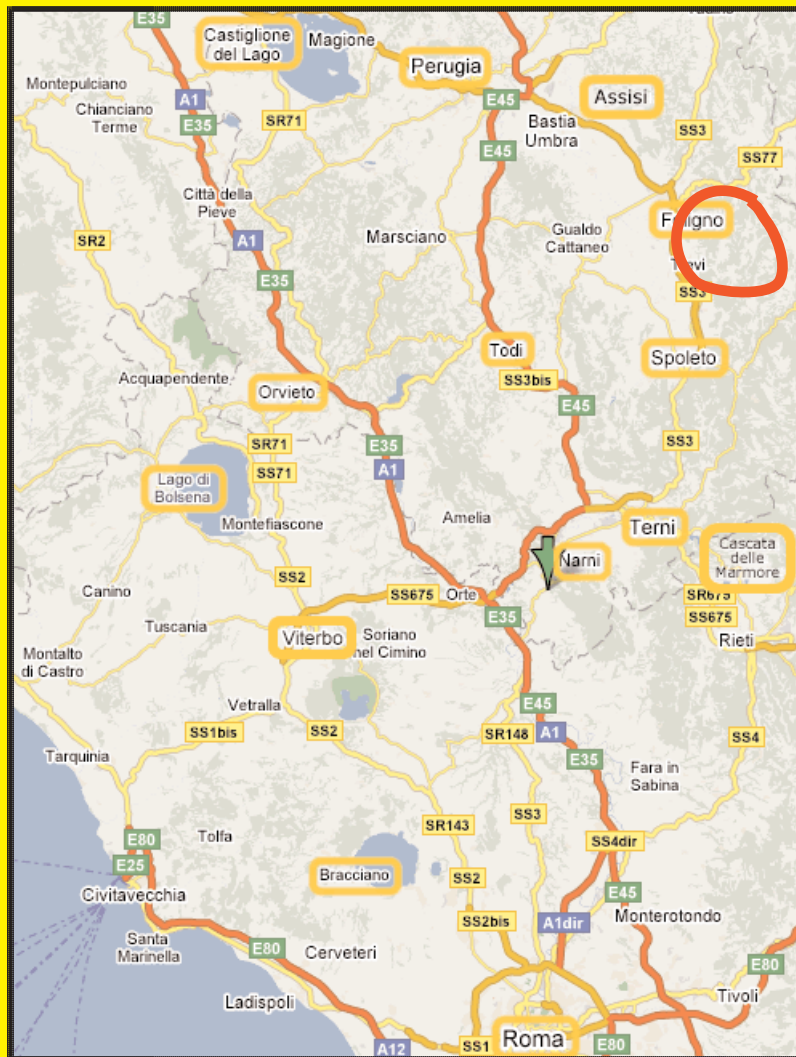 E35
Castiglione
del Lago
Magione
Perugia
Montepulciano
A1
Chianciano
Terme
E35
SR71
E45
Assisi
Bastia
Umbra
SS3
SS77
E45
Città della
Pieve
SR2
A1
Marsciano
Gualdo
Cattaneo
Foligno
E35
Trevi
SS3
Todi
Spoleto
Acquapendente
Orvieto
SS3bis
E45
SR71
E35
SS3
SS71
A1
Lago di
Bolsena
Montefiascone
Amelia
Terni
Narni
Cascata
delle
Marmore
SS2
Canino
SS675
Orte
SR675
E35
SS675
Tuscania
Viterbo
Soriano
nel Cimino
Rieti
Montalto
di Castro
Vetralla
E45
SS1bis
SS2
SR148
A1
SS4
Tarquinia
E35
Fara in
Sabina
E80
Tolfa
SR143
SS3
SS4dir
E25
Bracciano
SS2
E45
Civitavecchia
SS2bis
A1dir
Monterotondo
Santa
Marinella
E80
Cerveteri
E80
Ladispoli
Tivoli
A12
SS1
Roma
E80